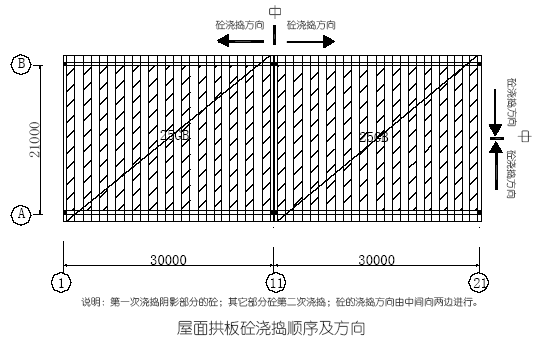 中
砼浇捣方向 砼浇捣方向
B
21000
25GB 25GB
砼浇捣方向
中
砼浇捣方向
A
30000 30000
1 11 21
说明：第一次浇捣阴影部分的砼；其它部分砼第二次浇捣；砼的浇捣方向由中间向两边进行。
屋面拱板砼浇捣顺序及方向